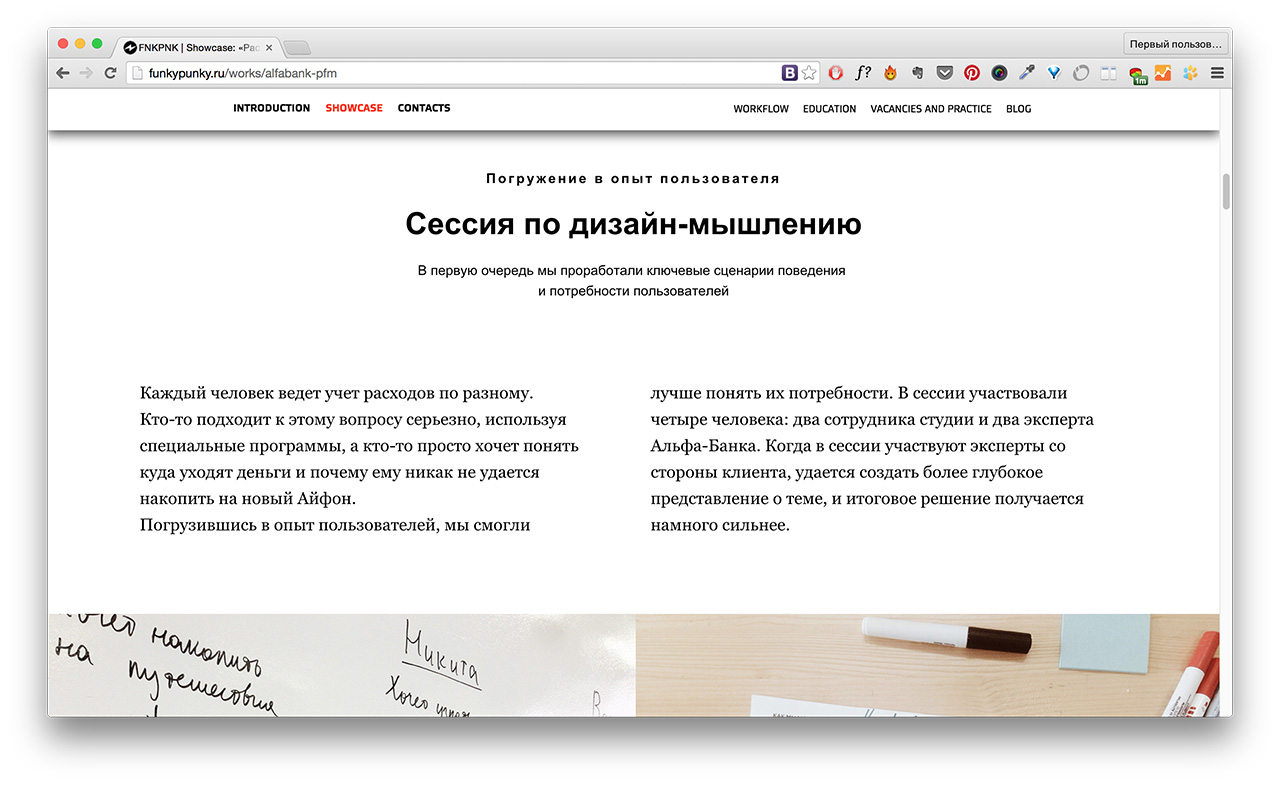 FNKPNK | Showcase: «Рас
Первый пользов…
funkypunky.ru/works/alfabank-pfm
1m
INTRODUCTION SHOWCASE CONTACTS
WORKFLOW EDUCATION VACANCIES AND PRACTICE BLOG
Погружение в опыт пользователя
Сессия по дизайн-мышлению
В первую очередь мы проработали ключевые сценарии поведения
и потребности пользователей
Каждый человек ведет учет расходов по разному.
Кто-то подходит к этому вопросу серьезно, используя
специальные программы, а кто-то просто хочет понять
куда уходят деньги и почему ему никак не удается
накопить на новый Айфон.
Погрузившись в опыт пользователей, мы смогли
лучше понять их потребности. В сессии участвовали
четыре человека: два сотрудника студии и два эксперта
Альфа-Банка. Когда в сессии участвуют эксперты со
стороны клиента, удается создать более глубокое
представление о теме, и итоговое решение получается
намного сильнее.
накопить
на путешествия
Никита